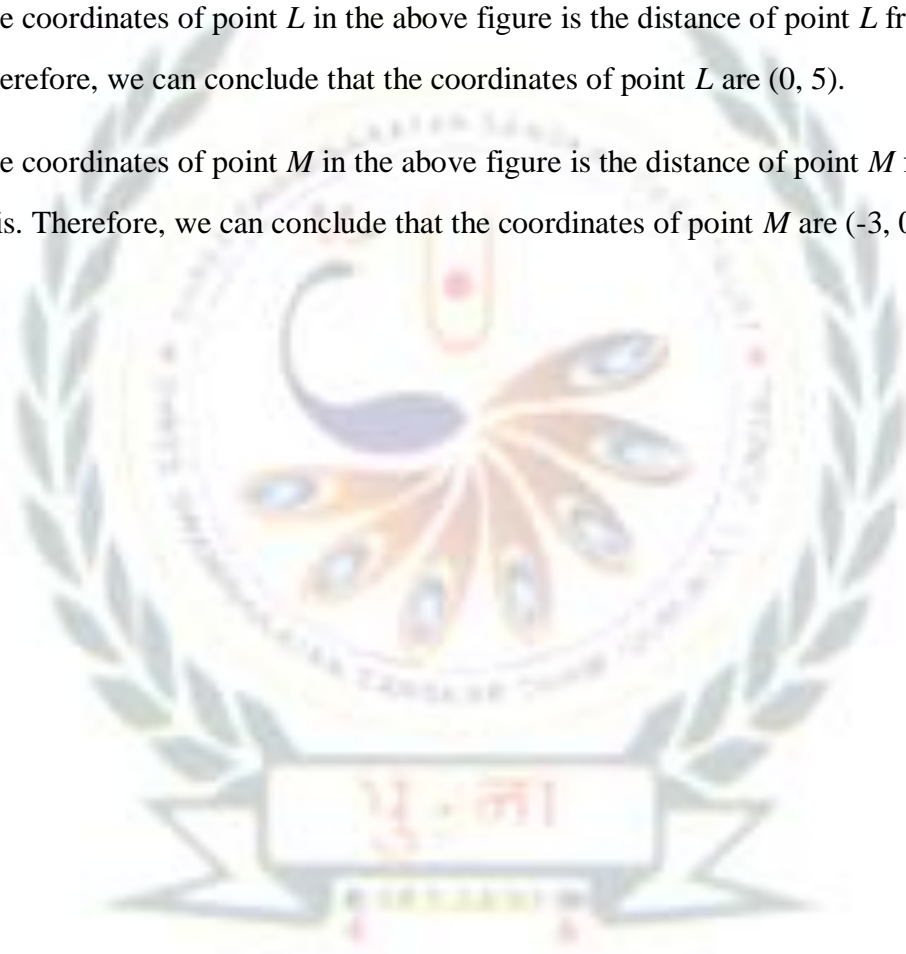 e coordinates of point L in the above figure is the distance of point L fr
erefore, we can conclude that the coordinates of point L are (0, 5).
e coordinates of point M in the above figure is the distance of point M
is. Therefore, we can conclude that the coordinates of point M are (-3, 0
पु - ना